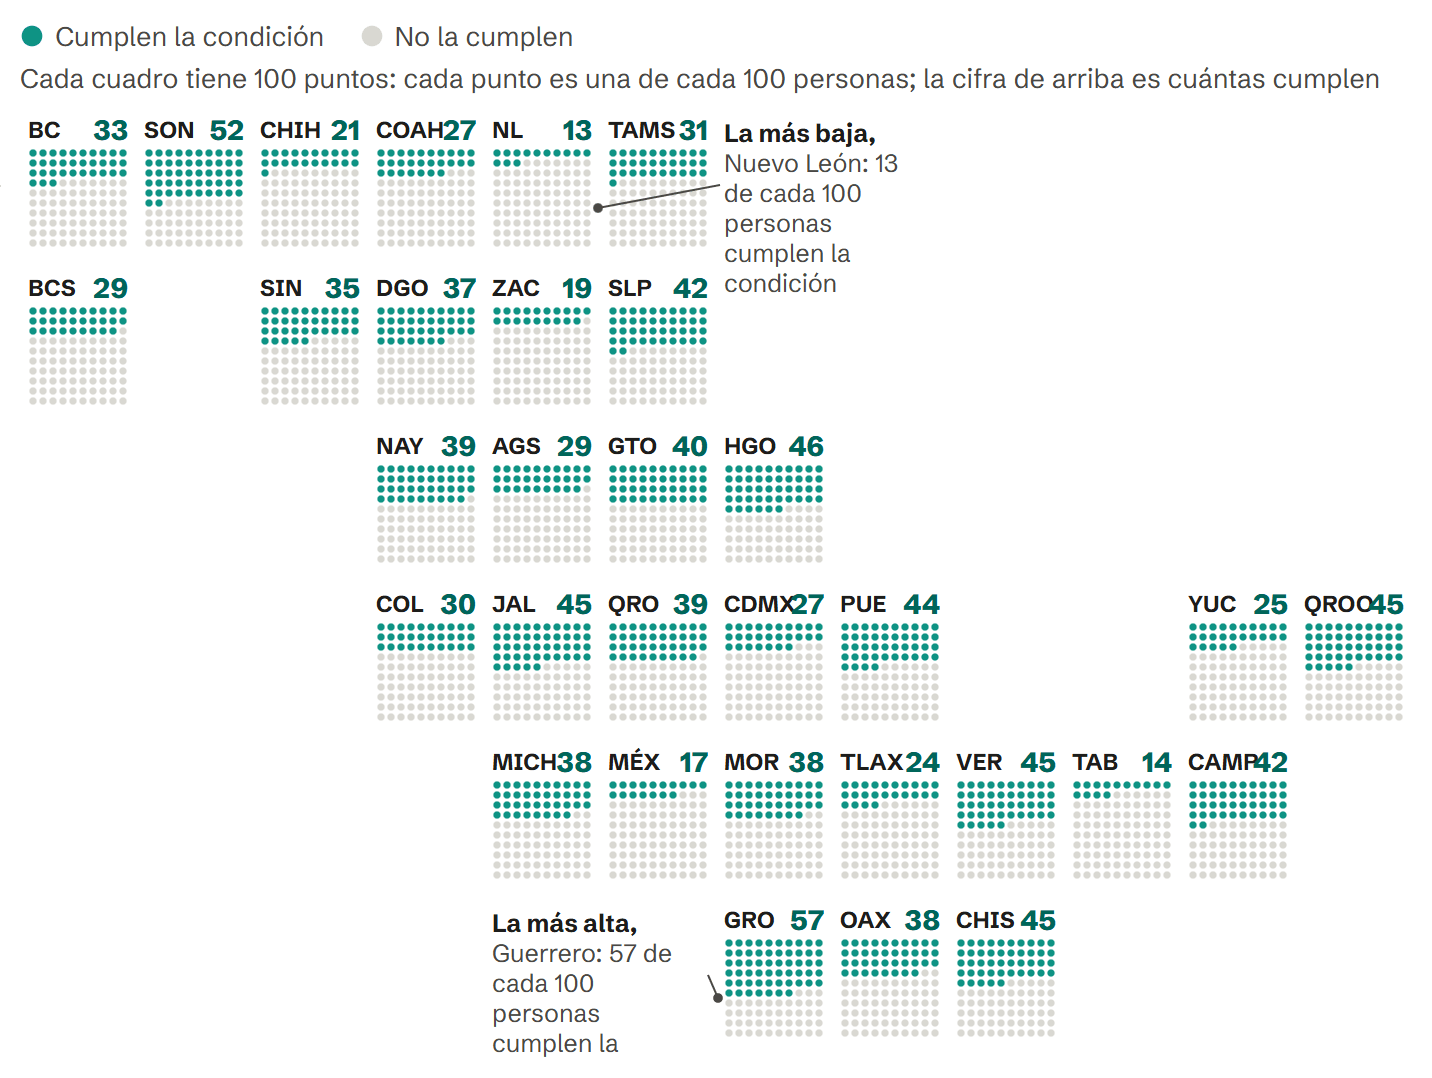 Cumplen la condición No la cumplen
Cada cuadro tiene 100 puntos: cada punto es una de cada 100 personas; la cifra de arriba es cuántas cumplen
BC 33 SON 52 CHIH 21 COAH 27 NL 13 TAMS 31
La más baja,
Nuevo León: 13
de cada 100
personas
cumplen la
condición
BCS 29 SIN 35 DGO 37 ZAC 19 SLP 42
NAY 39 AGS 29 GTO 40 HGO 46
COL 30 JAL 45 QRO 39 CDMX 27 PUE 44 YUC 25 QROO 45
MICH 38 MÉX 17 MOR 38 TLAX 24 VER 45 TAB 14 CAMP 42
La más alta,
Guerrero: 57 de
cada 100
personas
cumplen la
GRO 57 OAX 38 CHIS 45